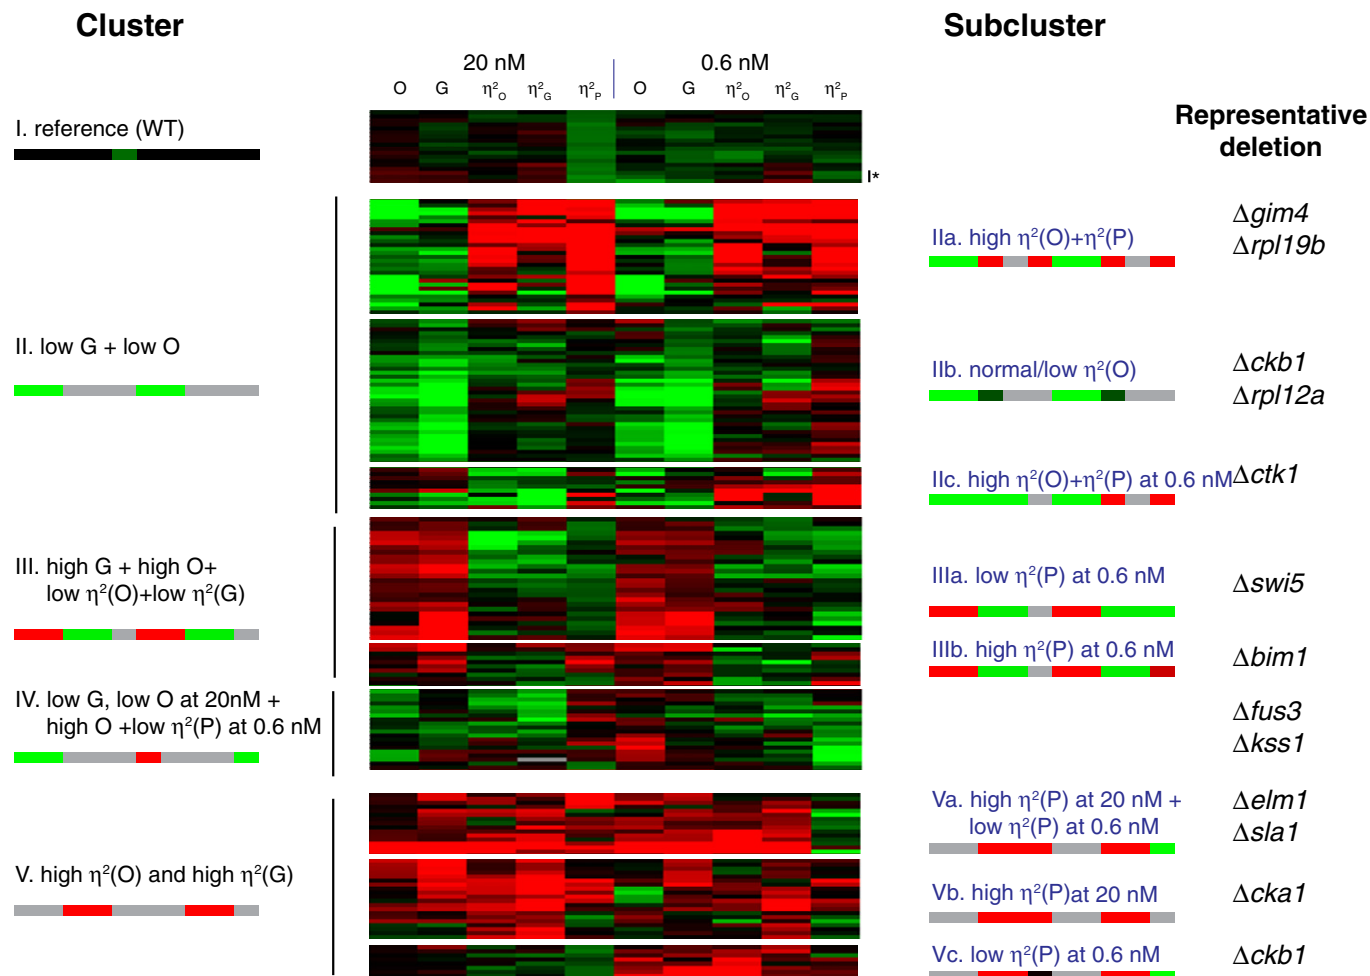 Cluster
Subcluster
20 nM 0.6 nM
O G η²O η²G η²P O G η²O η²G η²P
Representative
deletion
I. reference (WT)
*
IIa. high η²(O)+η²(P)
Δgim4
Δrpl19b
II. low G + low O
IIb. normal/low η²(O)
Δckb1
Δrpl12a
IIc. high η²(O)+η²(P) at 0.6 nM
Δctk1
III. high G + high O+
low η²(O)+low η²(G)
IIIa. low η²(P) at 0.6 nM
Δswi5
IIIb. high η²(P) at 0.6 nM
Δbim1
IV. low G, low O at 20nM +
high O +low η²(P) at 0.6 nM
Δfus3
Δkss1
Va. high η²(P) at 20 nM +
low η²(P) at 0.6 nM
Δelm1
Δsla1
V. high η²(O) and high η²(G)
Vb. high η²(P)at 20 nM
Δcka1
Vc. low η²(P) at 0.6 nM
Δckb1